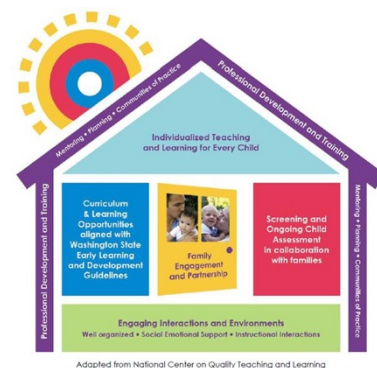 Mentoring • Planning • Communities of Practice
Professional Development and Training
Individualized Teaching
and Learning for Every Child
Professional Development and Training
Curriculum
& Learning
Opportunities
aligned with
Washington State
Early Learning
and Development
Guidelines
Family
Engagement
and Partnership
Screening and
Ongoing Child
Assessment
in collaboration
with families
Mentoring • Planning • Communities of Practice
Engaging Interactions and Environments
Well organized • Social Emotional Support • Instructional Interactions
Adapted from National Center on Quality Teaching and Learning